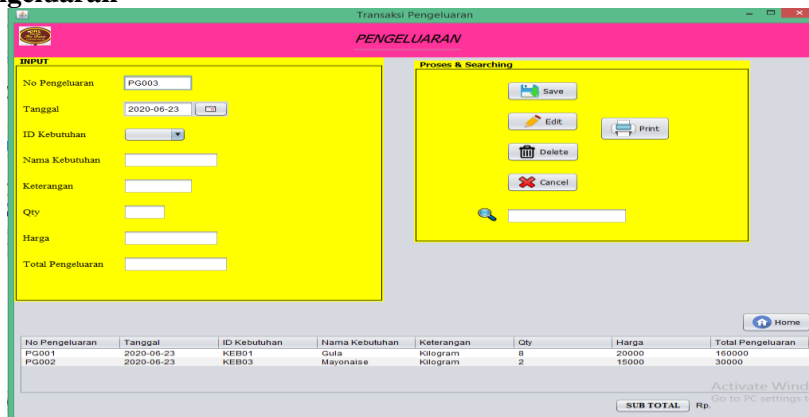 ngeluaran
Transaksi Pengeluaran
PENGELUARAN
INPUT
No Pengeluaran PG003
Tanggal 2020-06-23
ID Kebutuhan
Nama Kebutuhan
Keterangan
Qty
Harga
Total Pengeluaran
Proses & Searching
Save
Edit
Print
Delete
Cancel
Home
No Pengeluaran Tanggal ID Kebutuhan Nama Kebutuhan Keterangan Qty Harga Total Pengeluaran
PG001 2020-06-23 KEB01 Gula Kilogram 8 20000 160000
PG002 2020-06-23 KEB03 Mayonaise Kilogram 2 15000 30000
Activate Wind
Go to PC settings t
SUB TOTAL Rp.